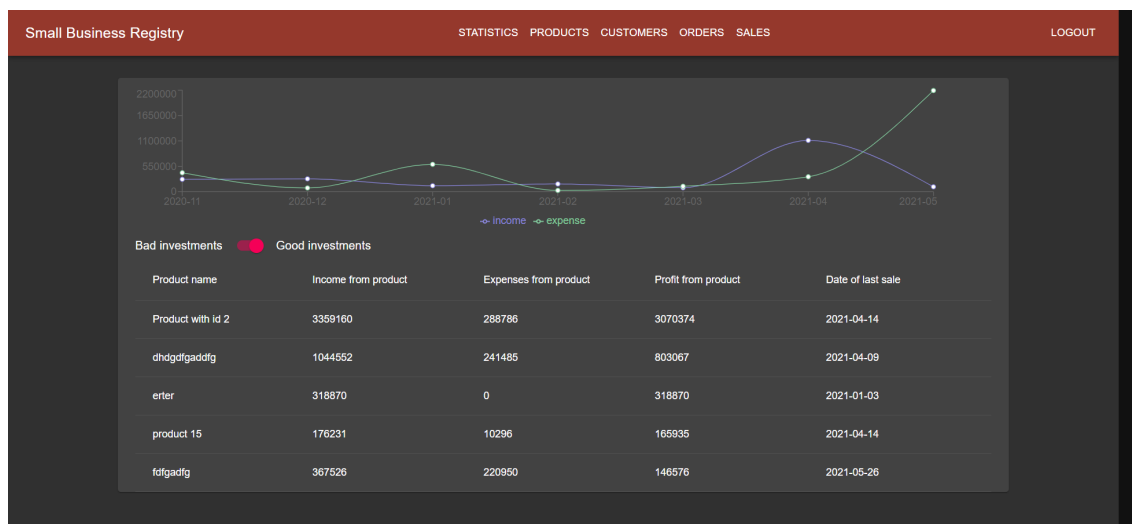 Small Business Registry STATISTICS PRODUCTS CUSTOMERS ORDERS SALES LOGOUT
2200000
1650000
1100000
550000
0
2020-11 2020-12 2021-01 2021-02 2021-03 2021-04 2021-05
income expense
Bad investments Good investments
Product name Income from product Expenses from product Profit from product Date of last sale
Product with id 2 3359160 288786 3070374 2021-04-14
dhdgdfgaddfg 1044552 241485 803067 2021-04-09
erter 318870 0 318870 2021-01-03
product 15 176231 10296 165935 2021-04-14
fdfgadfg 367526 220950 146576 2021-05-26